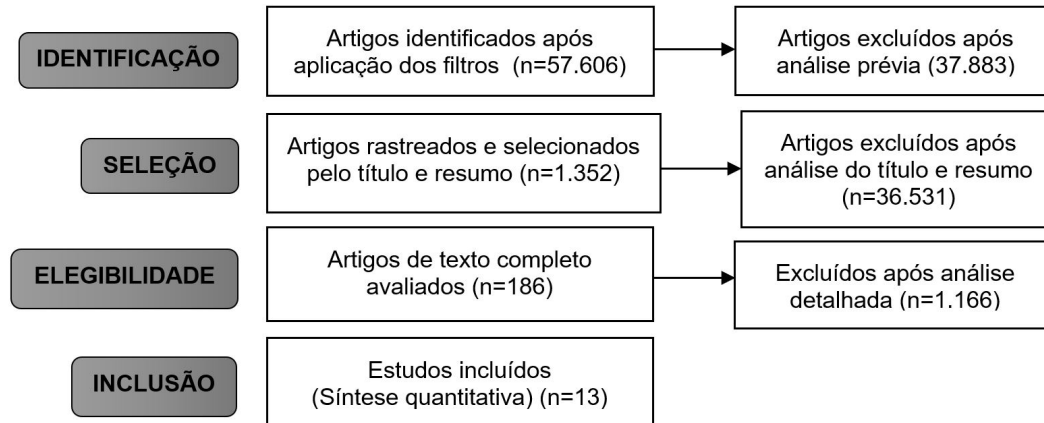 IDENTIFICAÇÃO
Artigos identificados após
aplicação dos filtros (n=57.606)
Artigos excluídos após
análise prévia (37.883)
SELEÇÃO
Artigos rastreados e selecionados
pelo título e resumo (n=1.352)
Artigos excluídos após
análise do título e resumo
(n=36.531)
ELEGIBILIDADE
Artigos de texto completo
avaliados (n=186)
Excluídos após análise
detalhada (n=1.166)
INCLUSÃO
Estudos incluídos
(Síntese quantitativa) (n=13)